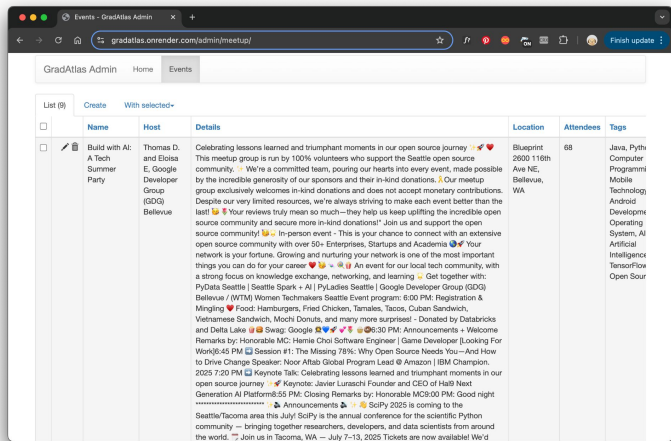 Events - GradAtlas Admin
gradatlas.onrender.com/admin/meetup/
ON
Finish update
GradAtlas Admin Home Events
List (9) Create With selected
Name Host Details Location Attendees Tags
Build with AI: A Tech Summer Party
Thomas D. and Eloisa E, Google Developer Group (GDG) Bellevue
Celebrating lessons learned and triumphant moments in our open source journey ✨🚀❤️
This meetup group is run by 100% volunteers who support the Seattle open source
community. ✨ We're a committed team, pouring our hearts into every event, made possible
by the incredible generosity of our sponsors and their in-kind donations. Our meetup
group exclusively welcomes in-kind donations and does not accept monetary contributions.
Despite our very limited resources, we're always striving to make each event better than the
last! Your reviews truly mean so much—they help us keep uplifting the incredible open
source community and secure more in-kind donations!" Join us and support the open
source community! In-person event - This is your chance to connect with an extensive
open source community with over 50+ Enterprises, Startups and Academia 🌎🚀 Your
network is your fortune. Growing and nurturing your network is one of the most important
things you can do for your career ❤️ An event for our local tech community, with
a strong focus on knowledge exchange, networking, and learning Get together with:
PyData Seattle | Seattle Spark + AI | PyLadies Seattle | Google Developer Group (GDG)
Bellevue / (WTM) Women Techmakers Seattle Event program: 6:00 PM: Registration &
Mingling ❤️ Food: Hamburgers, Fried Chicken, Tamales, Tacos, Cuban Sandwich,
Vietnamese Sandwich, Mochi Donuts, and many more surprises! - Donated by Databricks
and Delta Lake Swag: Google 6:30 PM: Announcements + Welcome
Remarks by: Honorable MC: Hemie Choi Software Engineer | Game Developer [Looking For
Work]6:45 PM ➡️ Session #1: The Missing 78%: Why Open Source Needs You—And How
to Drive Change Speaker: Noor Aftab Global Program Lead @ Amazon | IBM Champion.
2025 7:20 PM ➡️ Keynote Talk: Celebrating lessons learned and triumphant moments in our
open source journey ✨🚀 Keynote: Javier Luraschi Founder and CEO of Hal9 Next
Generation AI Platform8:55 PM: Closing Remarks by: Honorable MC9:00 PM: Good night
Announcements SciPy 2025 is coming to the
Seattle/Tacoma area this July! SciPy is the annual conference for the scientific Python
community — bringing together researchers, developers, and data scientists from around
the world. Join us in Tacoma, WA — July 7–13, 2025 Tickets are now available! We'd
Blueprint
2600 116th
Ave NE,
Bellevue,
WA
68
Java, Pyth
Computer
Programmi
Mobile
Technology
Android
Developme
Operating
System, AI
Artificial
Intelligence
TensorFlow
Open Sour